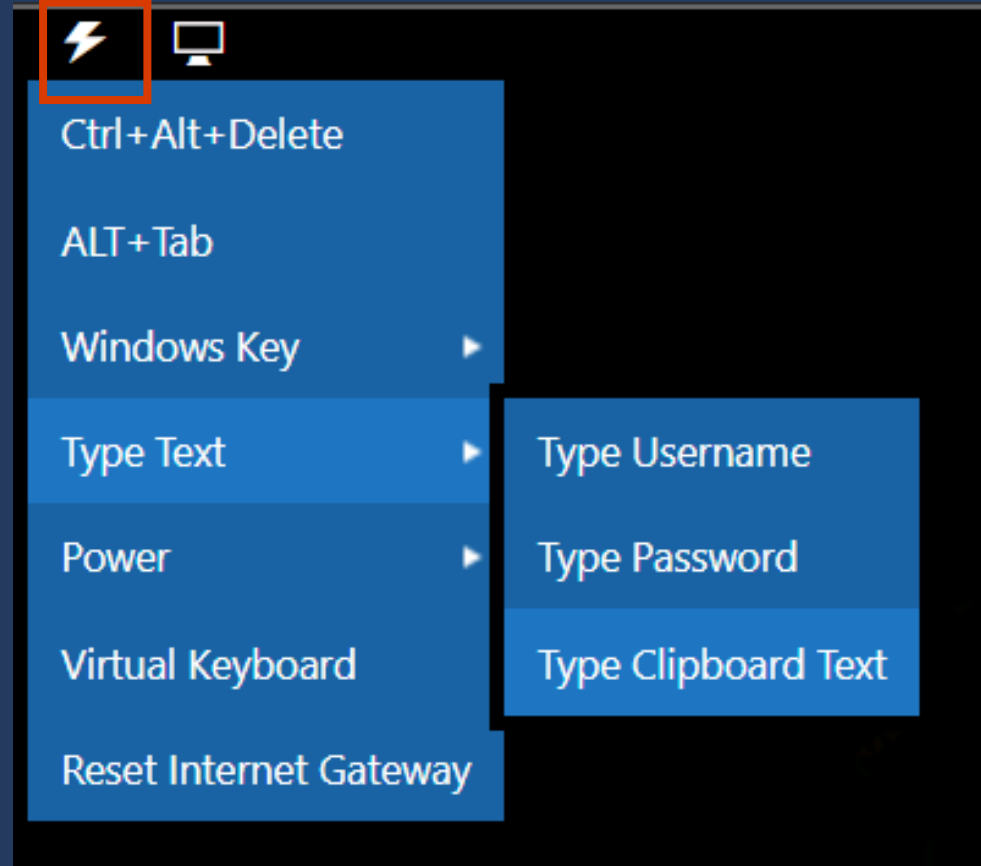 Ctrl+Alt+Delete
ALT+Tab
Windows Key
Type Text
Power
Virtual Keyboard
Reset Internet Gateway
Type Username
Type Password
Type Clipboard Text